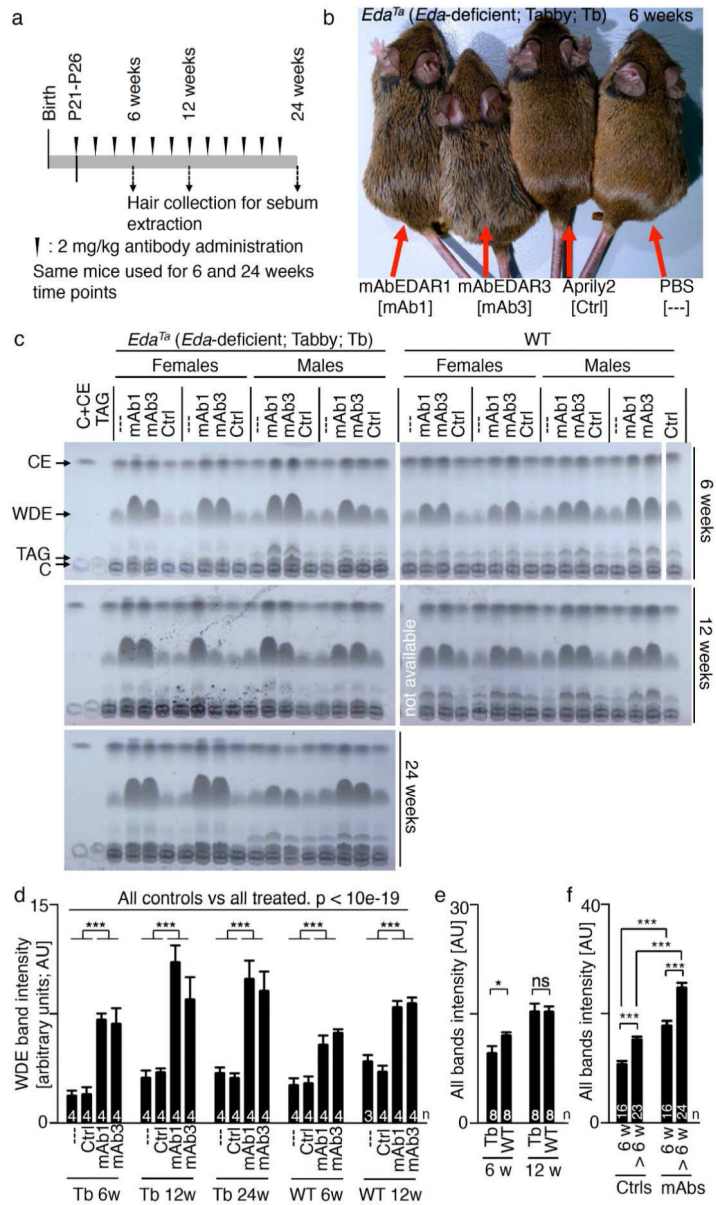 a
Birth
P21-P26
6 weeks
12 weeks
24 weeks
Hair collection for sebum
extraction
: 2 mg/kg antibody administration
Same mice used for 6 and 24 weeks
time points
b
EdaTa (Eda-deficient; Tabby; Tb) 6 weeks
mAbEDAR1 mAbEDAR3 Aprily2 PBS
[mAb1] [mAb3] [Ctrl] [---]
c
EdaTa (Eda-deficient; Tabby; Tb) WT
Females Males Females Males
C+CE TAG --- mAb1 mAb3 Ctrl --- mAb1 mAb3 Ctrl --- mAb1 mAb3 Ctrl --- mAb1 mAb3 Ctrl --- mAb1 mAb3 Ctrl --- mAb1 mAb3 Ctrl --- mAb1 mAb3 Ctrl --- mAb1 mAb3 Ctrl
CE
WDE
TAG
C
6 weeks
not available
12 weeks
24 weeks
d
All controls vs all treated. p < 10e-19
WDE band intensity
[arbitrary units; AU]
15
0
*** *** *** *** ***
4 4 4 4 4 4 4 4 4 4 4 4 4 4 4 4 3 4 4 4 n
--- Ctrl mAb1 mAb3 --- Ctrl mAb1 mAb3 --- Ctrl mAb1 mAb3 --- Ctrl mAb1 mAb3 --- Ctrl mAb1 mAb3
Tb 6w Tb 12w Tb 24w WT 6w WT 12w
e
All bands intensity [AU]
30
0
* ns
8 8 8 8 n
Tb WT Tb WT
6 w 12 w
f
All bands intensity [AU]
40
0
***
***
***
***
16 23 16 24 n
6 w > 6 w 6 w > 6 w
Ctrls mAbs